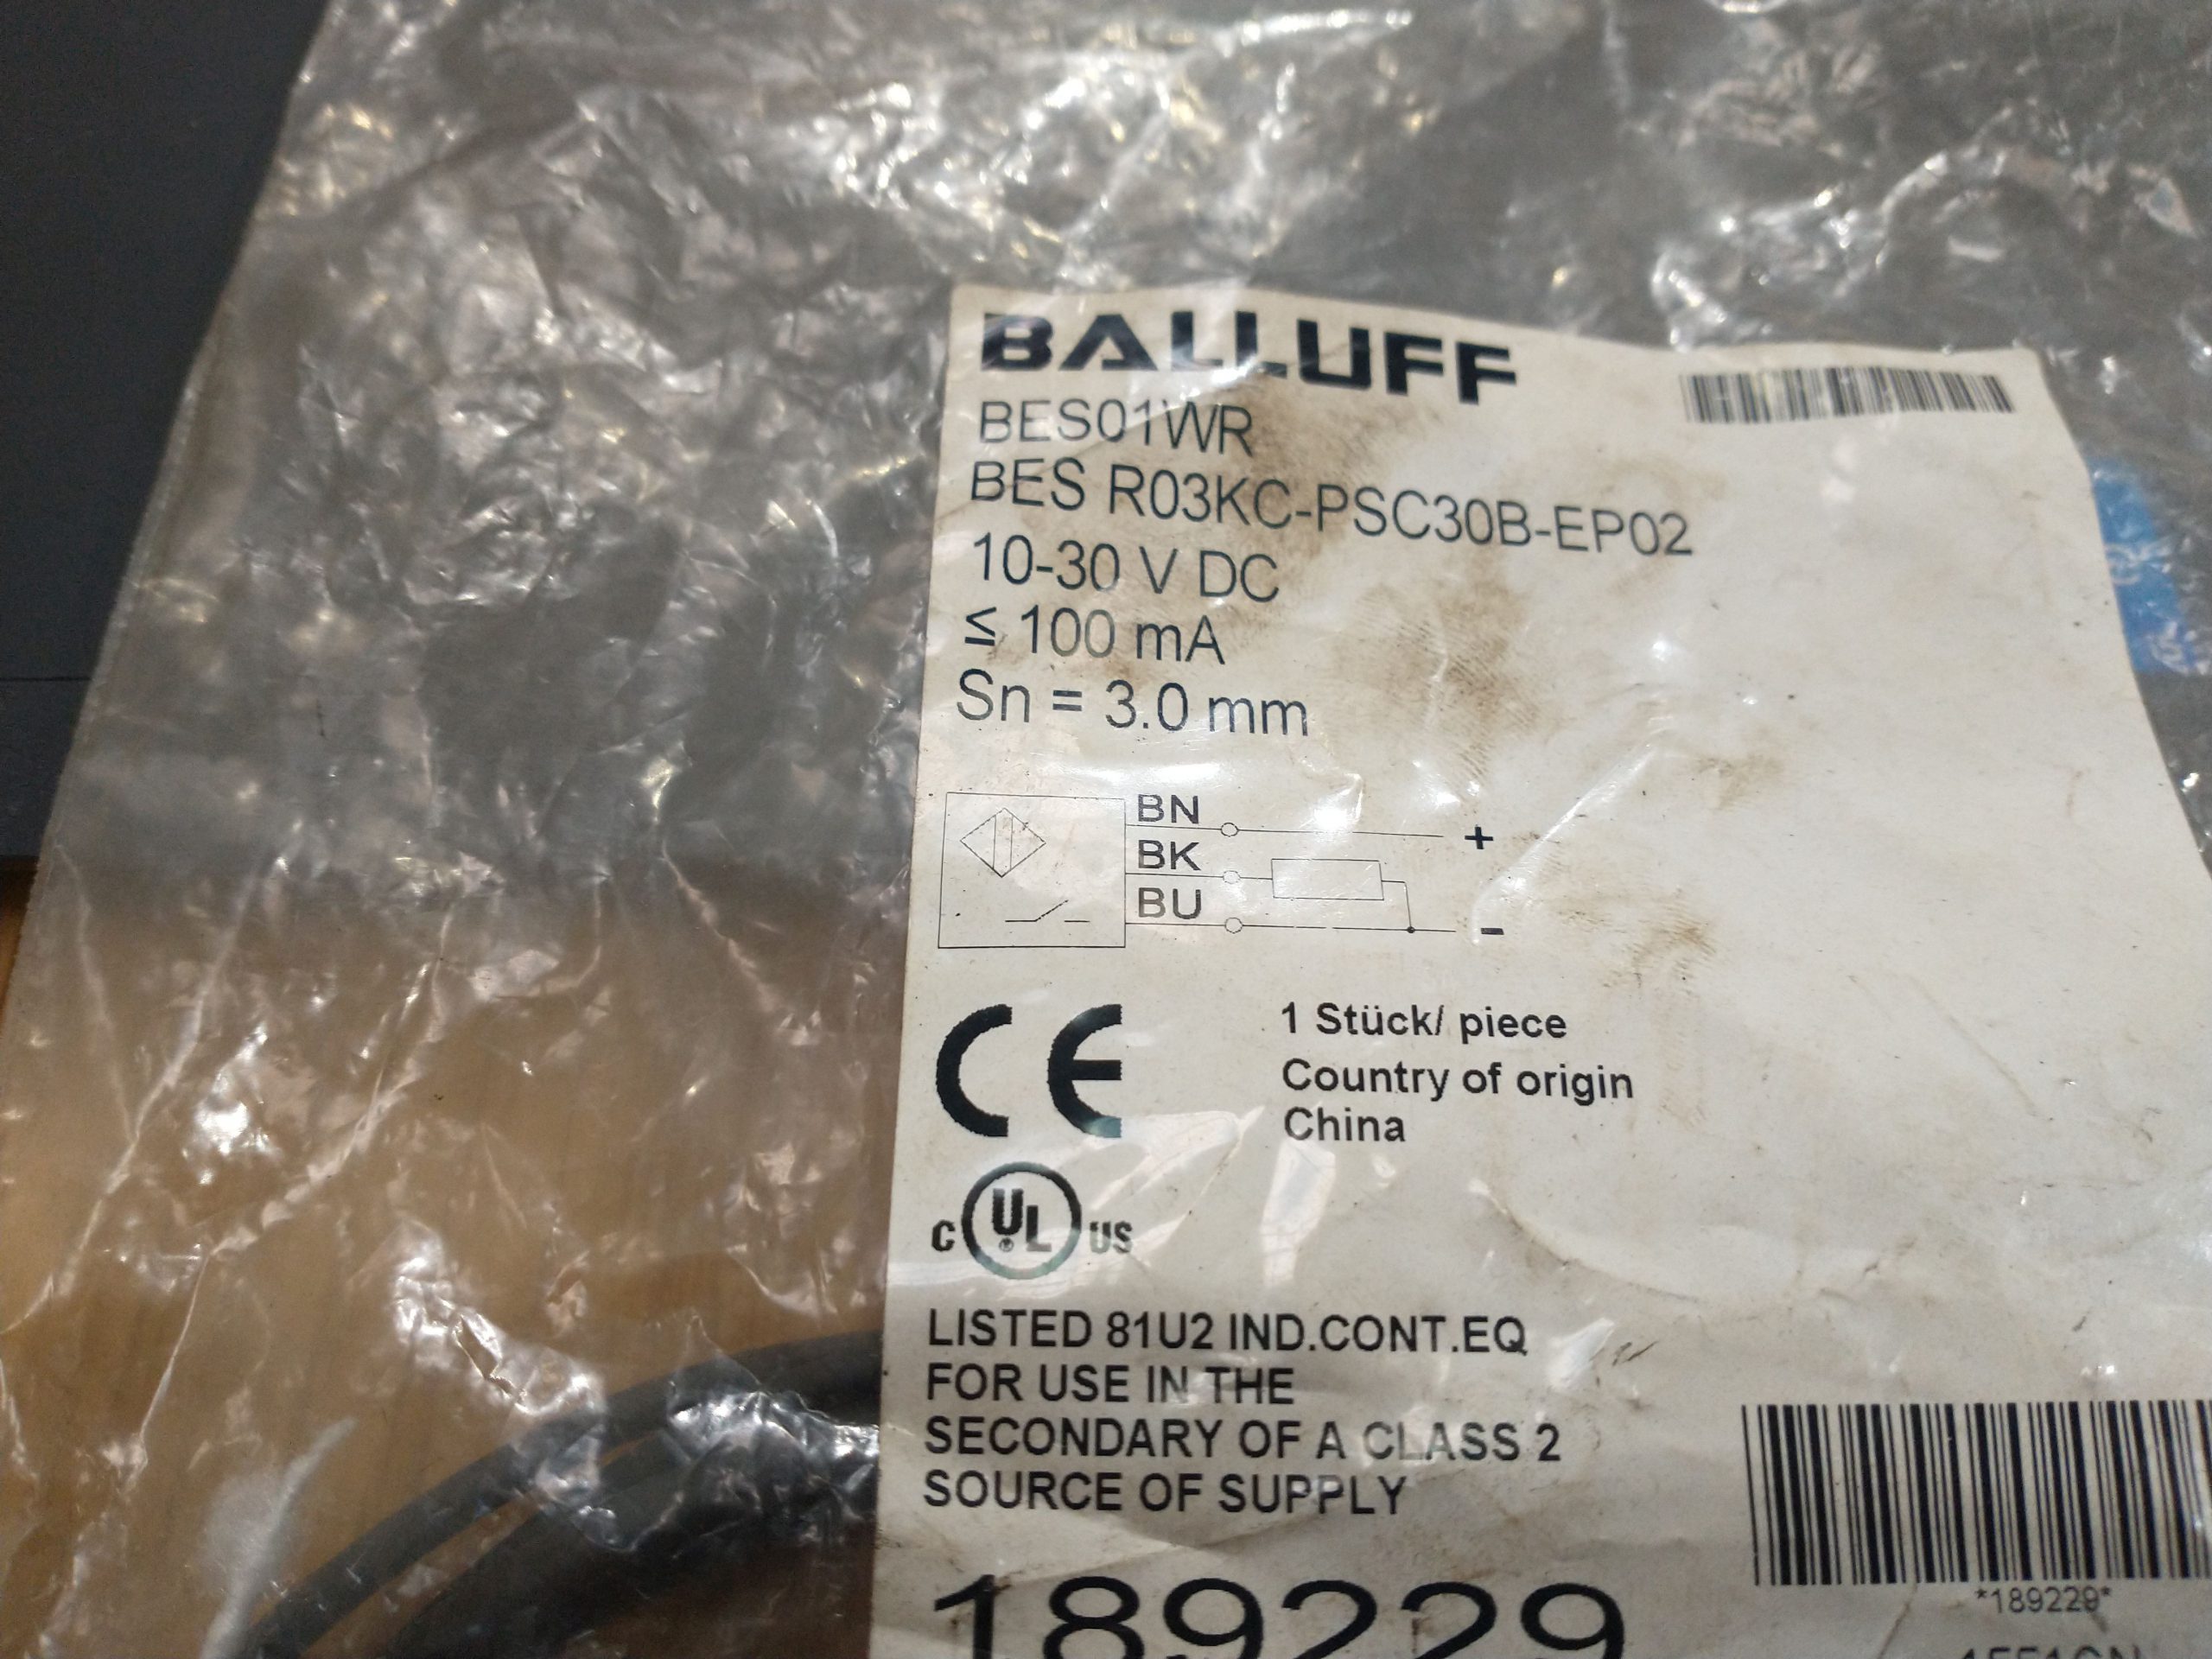 BALLUFF
BES01WR
BES R03KC-PSC30B-EP02
10-30 V DC
≤ 100 mA
Sn = 3.0 mm
BN
+
BK
BU
-
CE
1 Stück/ piece
Country of origin
China
C UL US
LISTED 81U2 IND.CONT.EQ
FOR USE IN THE
SECONDARY OF A CLASS 2
SOURCE OF SUPPLY
*189229*
189229